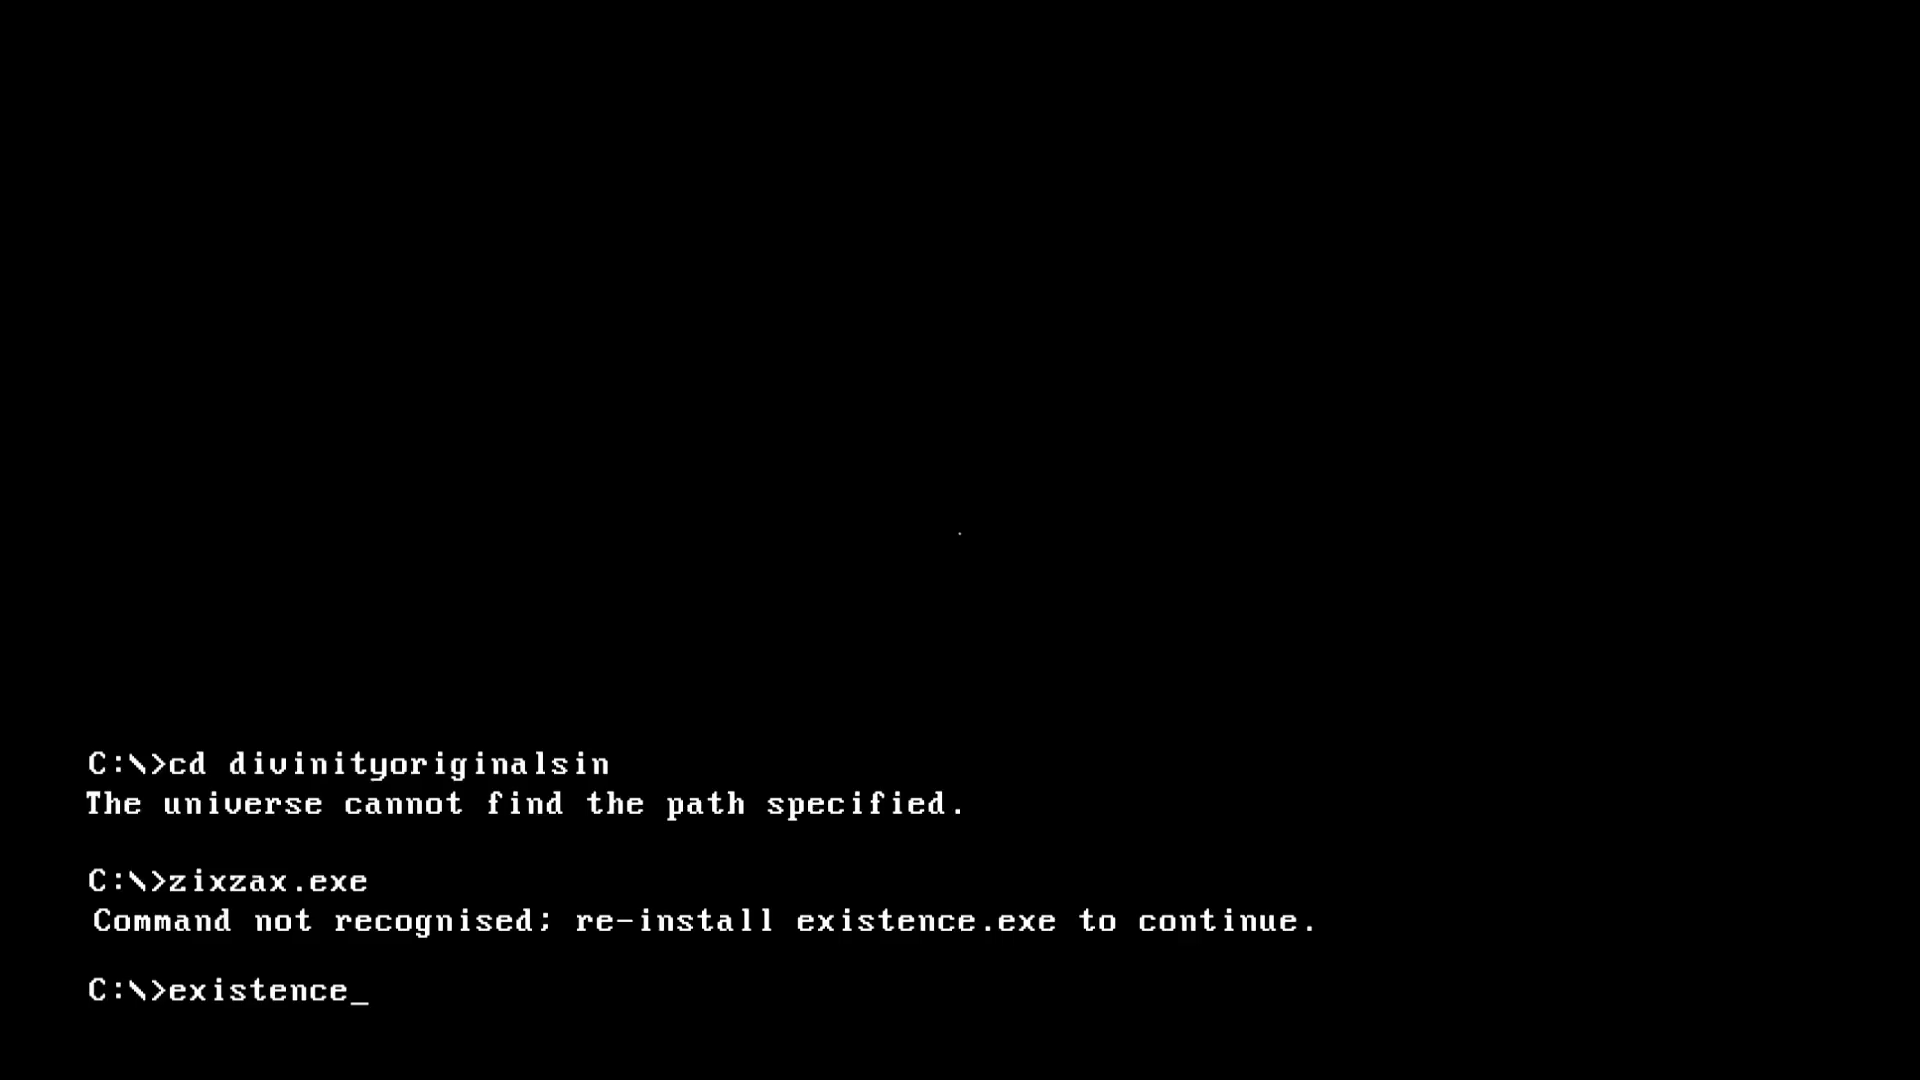 C:\>cd divinityoriginalsin
The universe cannot find the path specified.
C:\>zixzax.exe
Command not recognised; re-install existence.exe to continue.
C:\>existence_